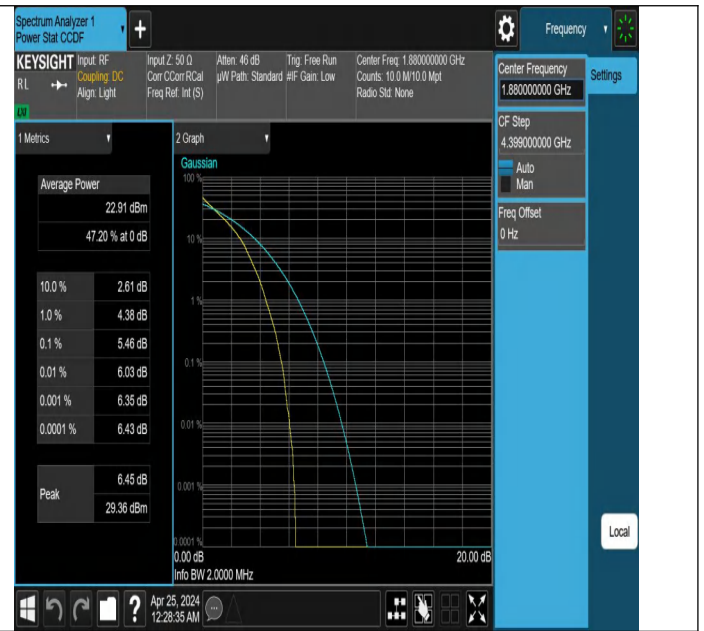 Spectrum Analyzer 1
Power Stat CCDF
Frequency
KEYSIGHT
RL
LXI
Input: RF
Coupling: DC
Align: Light
Input Z: 50 Ω
Corr CCorr RCal
Freq Ref: Int (S)
Atten: 46 dB
µW Path: Standard
Trig: Free Run
#IF Gain: Low
Center Freq: 1.880000000 GHz
Counts: 10.0 M/10.0 Mpt
Radio Std: None
Center Frequency
1.880000000 GHz
Settings
CF Step
4.399000000 GHz
Auto
Man
Freq Offset
0 Hz
Local
1 Metrics
Average Power
22.91 dBm
47.20 % at 0 dB
10.0 % 2.61 dB
1.0 % 4.38 dB
0.1 % 5.46 dB
0.01 % 6.03 dB
0.001 % 6.35 dB
0.0001 % 6.43 dB
Peak
6.45 dB
29.36 dBm
2 Graph
Gaussian
100 %
10 %
1 %
0.1 %
0.01 %
0.001 %
0.0001 %
0.00 dB 20.00 dB
Info BW 2.0000 MHz
?
Apr 25, 2024
12:28:35 AM